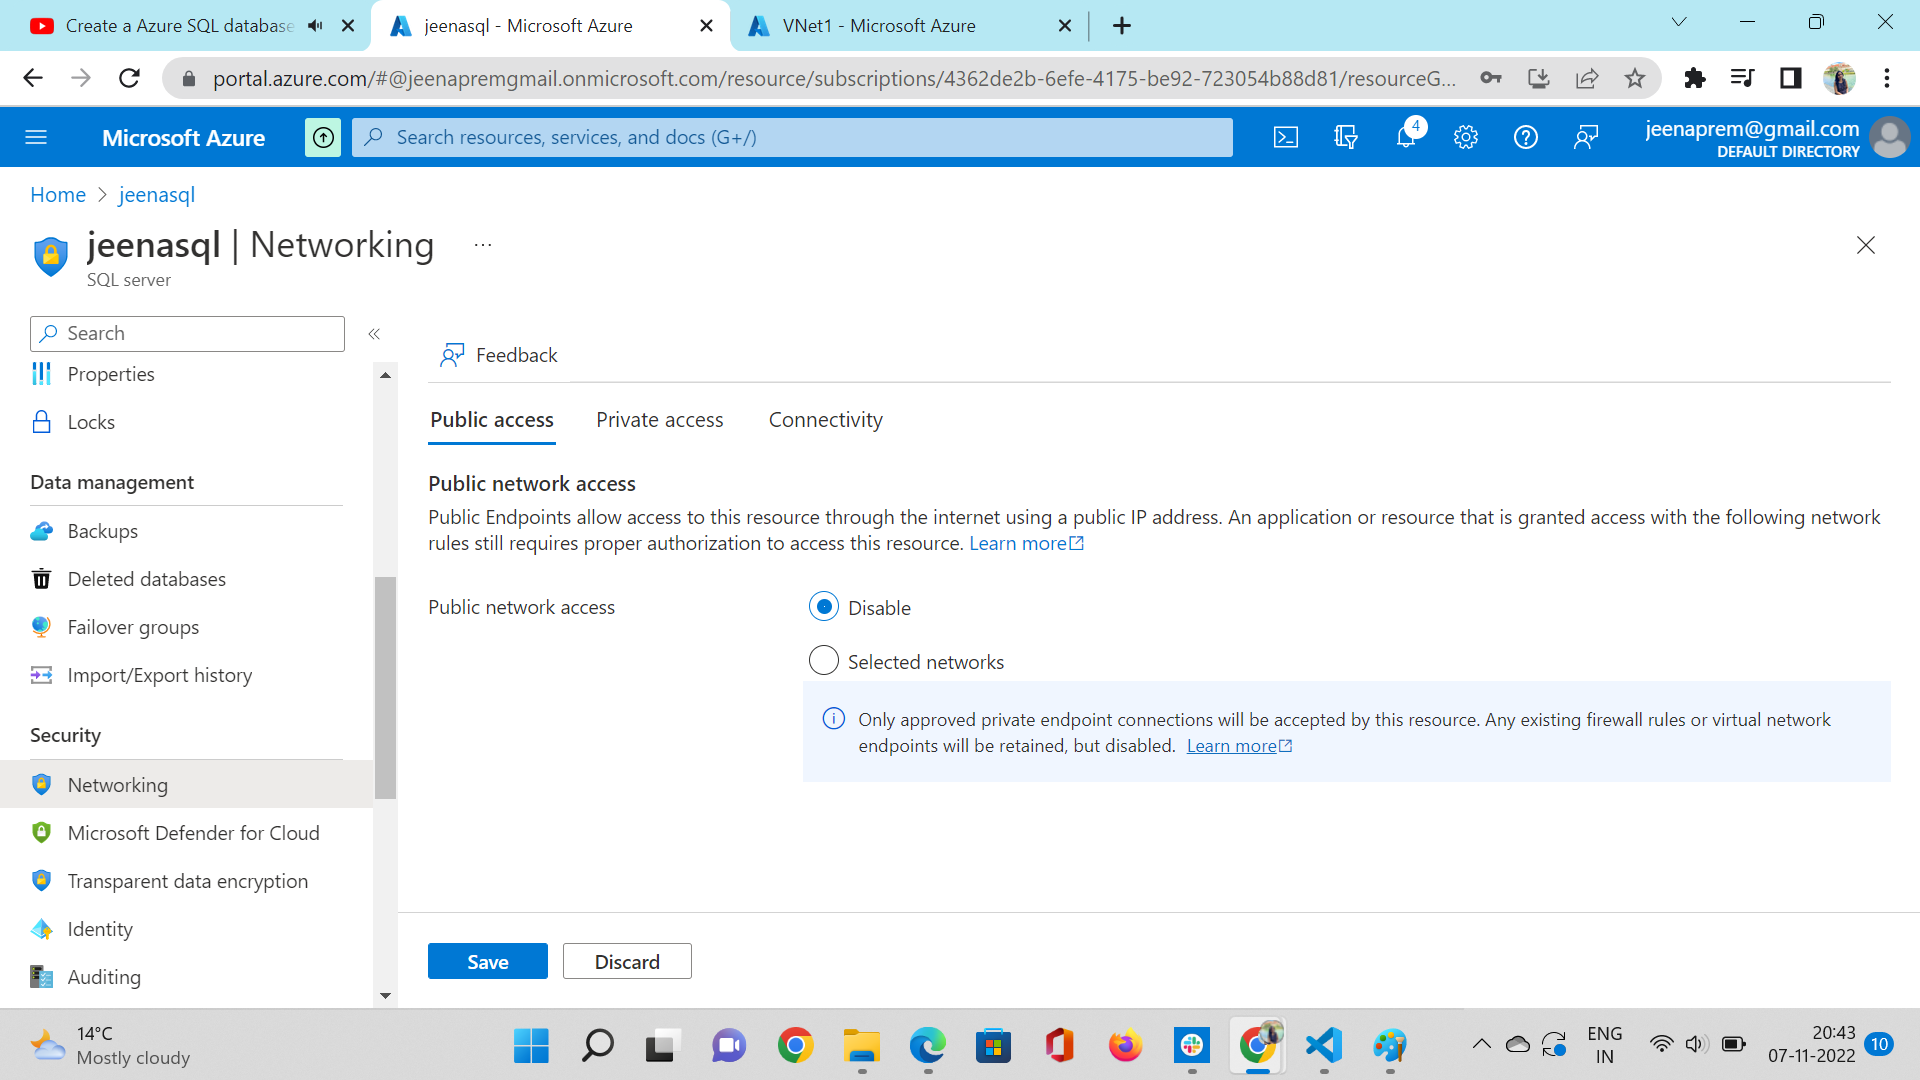 Create a Azure SQL database
jeenasql - Microsoft Azure
VNet1 - Microsoft Azure
portal.azure.com/#@jeenapremgmail.onmicrosoft.com/resource/subscriptions/4362de2b-6efe-4175-be92-723054b88d81/resourceG...
Microsoft Azure
Search resources, services, and docs (G+/)
4
jeenaprem@gmail.com
DEFAULT DIRECTORY
Home > jeenasql
jeenasql | Networking ...
SQL server
Search
«
Properties
Locks
Data management
Backups
Deleted databases
Failover groups
Import/Export history
Security
Networking
Microsoft Defender for Cloud
Transparent data encryption
Identity
Auditing
Feedback
Public access Private access Connectivity
Public network access
Public Endpoints allow access to this resource through the internet using a public IP address. An application or resource that is granted access with the following network
rules still requires proper authorization to access this resource. Learn more
Public network access
Disable
Selected networks
Only approved private endpoint connections will be accepted by this resource. Any existing firewall rules or virtual network
endpoints will be retained, but disabled. Learn more
Save Discard
14°C
Mostly cloudy
ENG
IN
20:43
07-11-2022
10